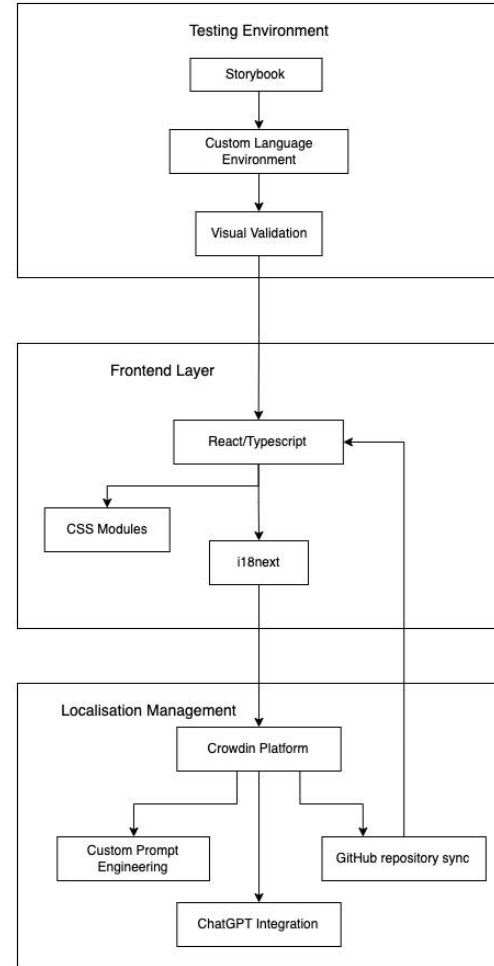 Testing Environment
Storybook
Custom Language
Environment
Visual Validation
Frontend Layer
React/Typescript
CSS Modules
i18next
Localisation Management
Crowdin Platform
Custom Prompt
Engineering
GitHub repository sync
ChatGPT Integration